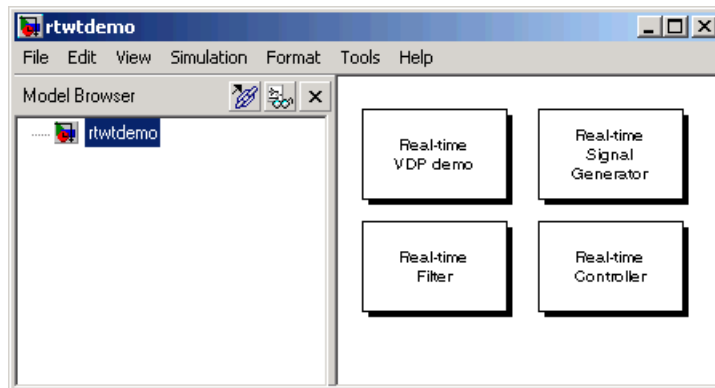 rtwtdemo
File Edit View Simulation Format Tools Help
Model Browser
rtwtdemo
Real-time
VDP demo
Real-time
Signal
Generator
Real-time
Filter
Real-time
Controller